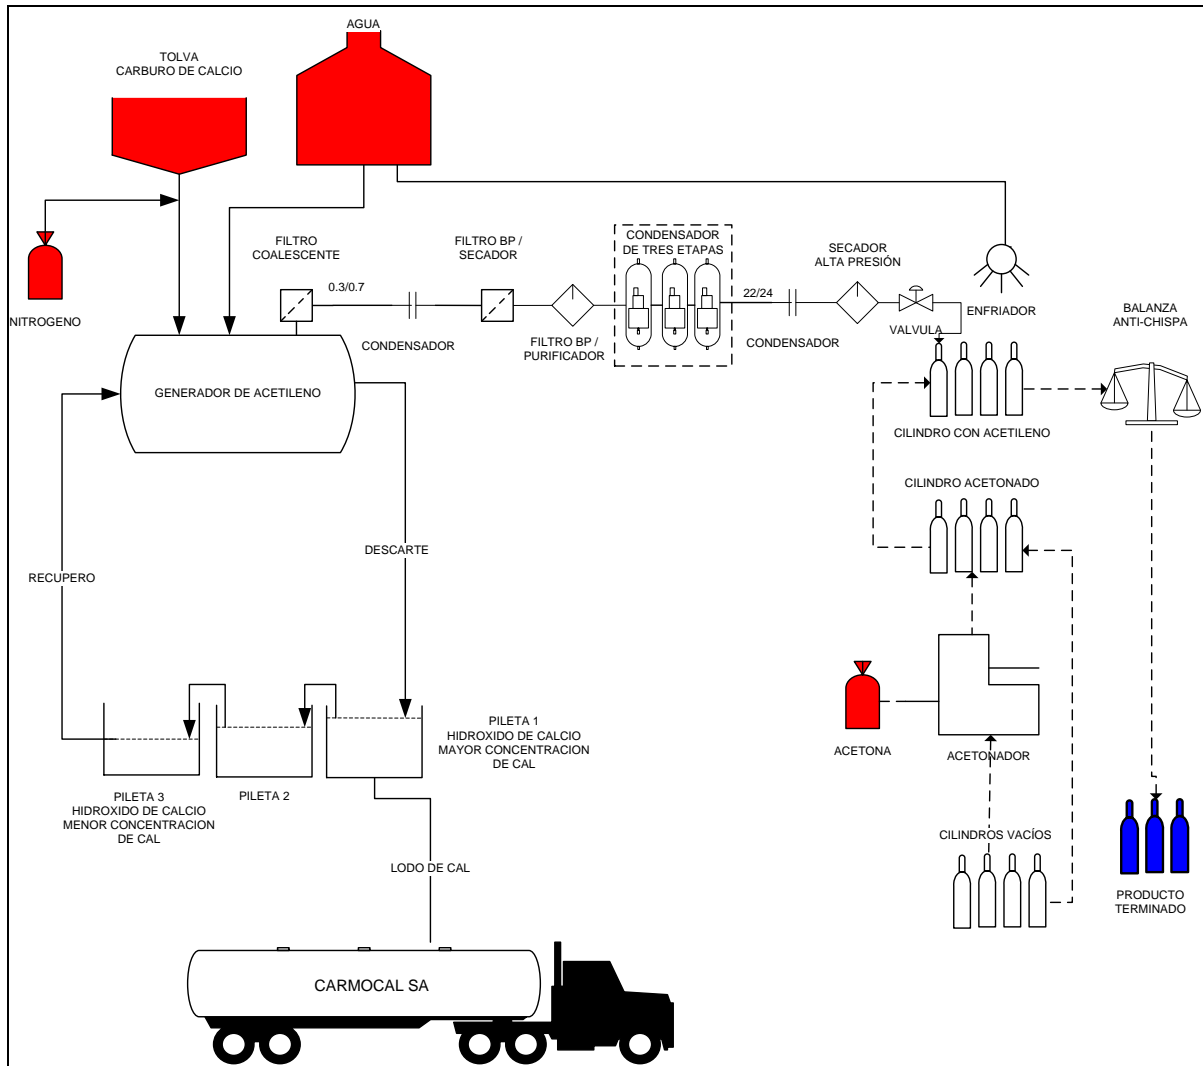 AGUA
TOLVA
CARBURO DE CALCIO
NITROGENO
FILTRO
COALESCENTE
0.3/0.7
CONDENSADOR
FILTRO BP /
SECADOR
FILTRO BP /
PURIFICADOR
CONDENSADOR
DE TRES ETAPAS
22/24
CONDENSADOR
SECADOR
ALTA PRESIÓN
VALVULA
ENFRIADOR
BALANZA
ANTI-CHISPA
GENERADOR DE ACETILENO
CILINDRO CON ACETILENO
CILINDRO ACETONADO
DESCARTE
RECUPERO
ACETONA
ACETONADOR
PILETA 1
HIDROXIDO DE CALCIO
MAYOR CONCENTRACION
DE CAL
PILETA 2
PILETA 3
HIDROXIDO DE CALCIO
MENOR CONCENTRACION
DE CAL
CILINDROS VACÍOS
LODO DE CAL
PRODUCTO
TERMINADO
CARMOCAL SA